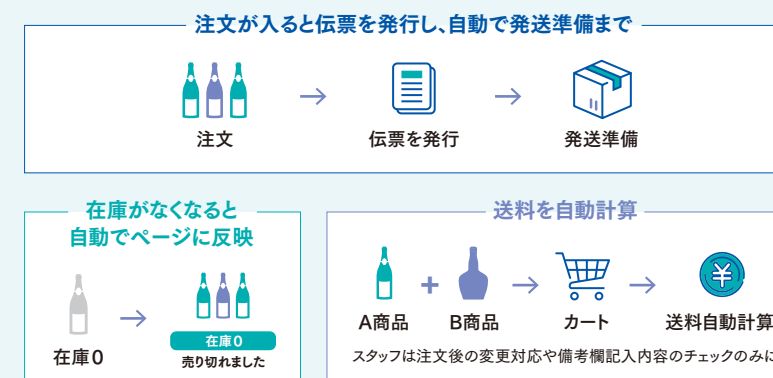 注文が入ると伝票を発行し、自動で発送準備まで
注文
伝票を発行
発送準備
在庫がなくなると
自動でページに反映
在庫0
在庫0
売り切れました
送料を自動計算
A商品
B商品
カート
送料自動計算
スタッフは注文後の変更対応や備考欄記入内容のチェックのみに